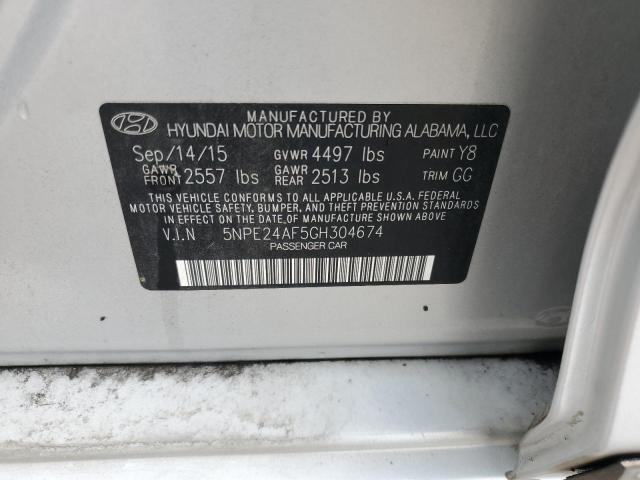 MANUFACTURED BY
HYUNDAI MOTOR MANUFACTURING ALABAMA, LLC
Sep/14/15 GVWR 4497 lbs PAINT Y8
GAWR FRONT 2557 lbs GAWR REAR 2513 lbs TRIM GG
THIS VEHICLE CONFORMS TO ALL APPLICABLE U.S.A. FEDERAL
MOTOR VEHICLE SAFETY, BUMPER, AND THEFT PREVENTION STANDARDS
IN EFFECT ON THE DATE OF MANUFACTURE SHOWN ABOVE.
V.I.N 5NPE24AF5GH304674
PASSENGER CAR